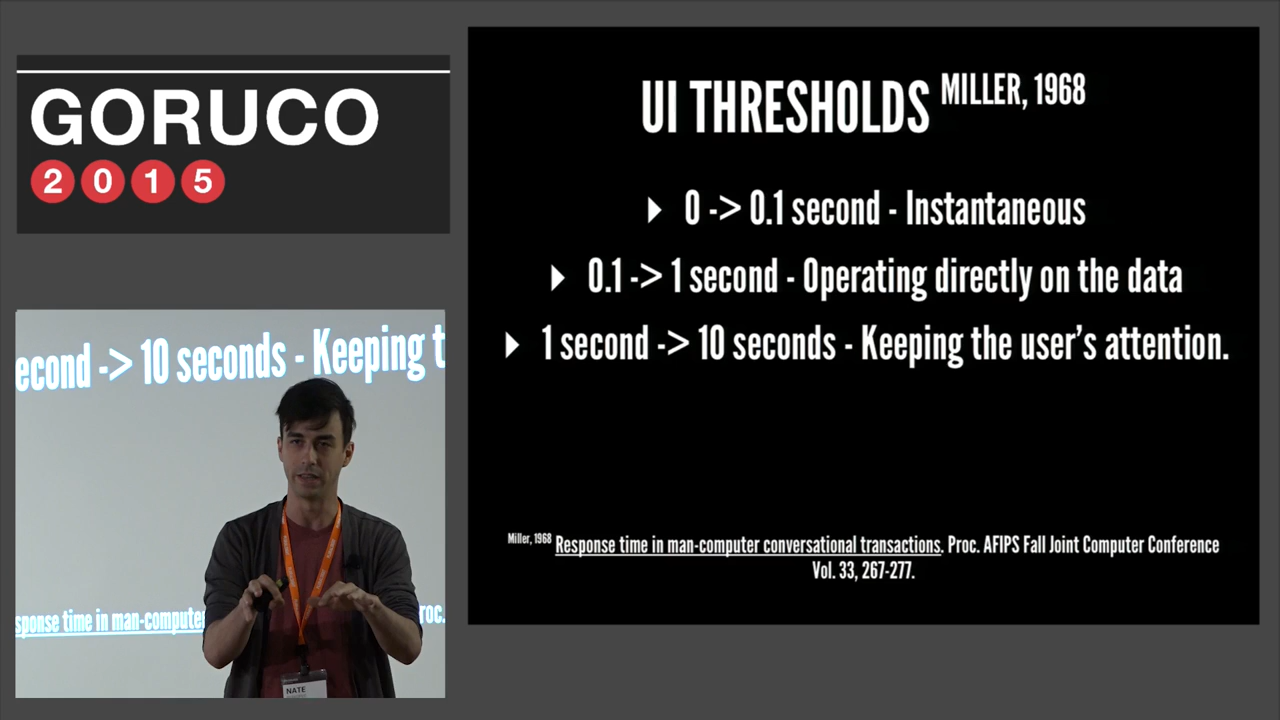 GORUCO
2015
UI THRESHOLDS MILLER, 1968
0 -> 0.1 second - Instantaneous
0.1 -> 1 second - Operating directly on the data
1 second -> 10 seconds - Keeping the user’s attention.
Miller, 1968 Response time in man-computer conversational transactions. Proc. AFIPS Fall Joint Computer Conference
Vol. 33, 267-277.
econd -> 10 seconds - Keeping t
sponse time in man-computer
roc.
NATE